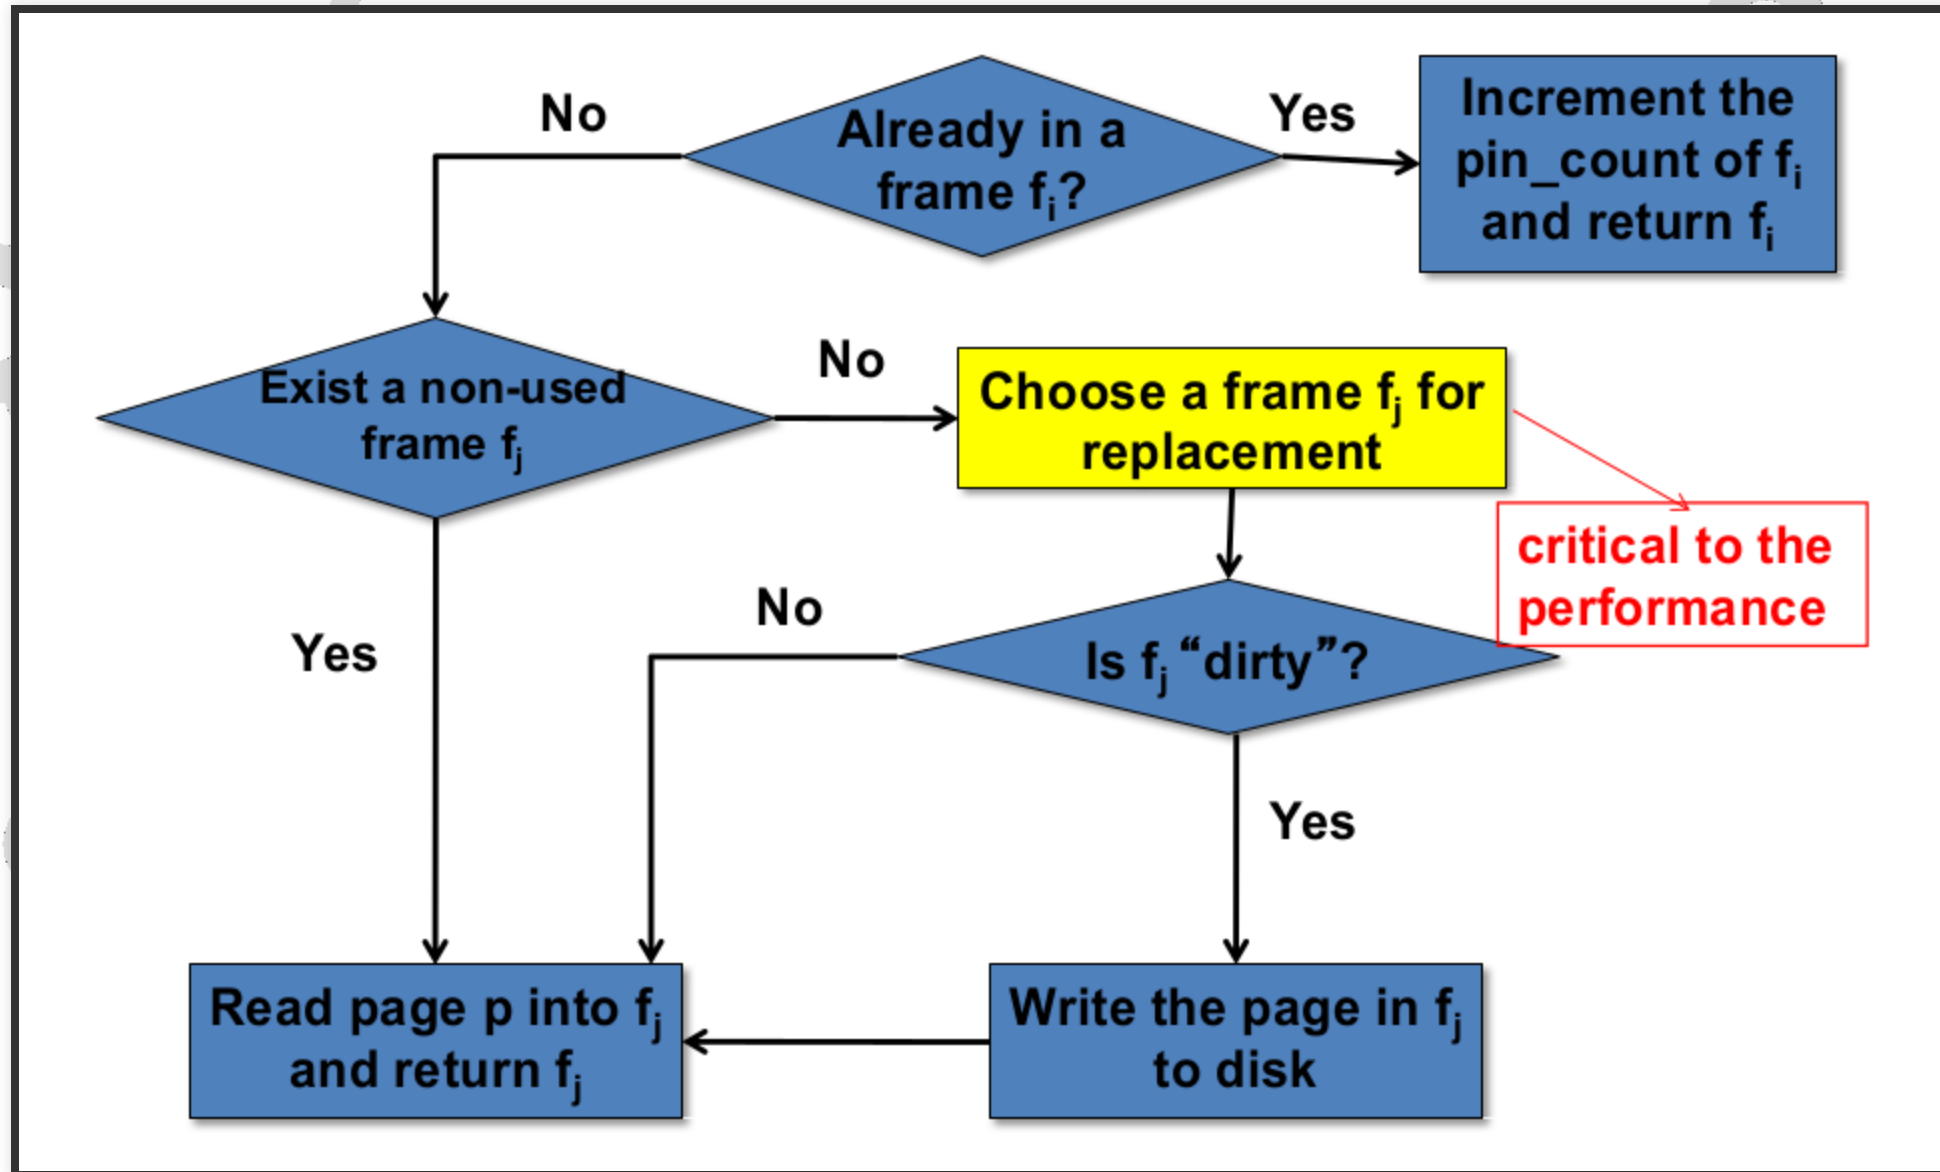 No
Already in a
frame fᵢ?
Yes
Increment the
pin_count of fᵢ
and return fᵢ
Exist a non-used
frame fⱼ
No
Choose a frame fⱼ for
replacement
critical to the
performance
Yes
No
Is fⱼ “dirty”?
Yes
Read page p into fⱼ
and return fⱼ
Write the page in fⱼ
to disk